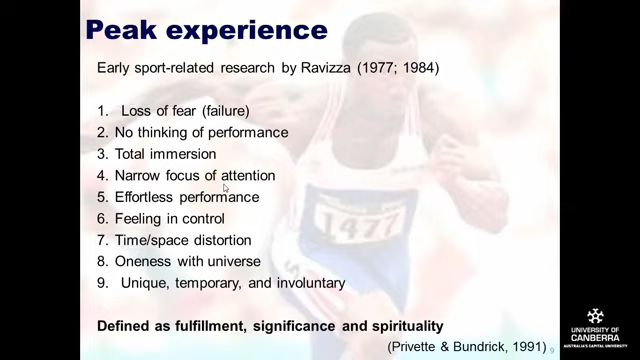 Peak experience
Early sport-related research by Ravizza (1977; 1984)
1. Loss of fear (failure)
2. No thinking of performance
3. Total immersion
4. Narrow focus of attention
5. Effortless performance
6. Feeling in control
7. Time/space distortion
8. Oneness with universe
9. Unique, temporary, and involuntary
1477
Defined as fulfillment, significance and spirituality
(Privette & Bundrick, 1991)
9
UNIVERSITY OF
CANBERRA
AUSTRALIA'S CAPITAL UNIVERSITY